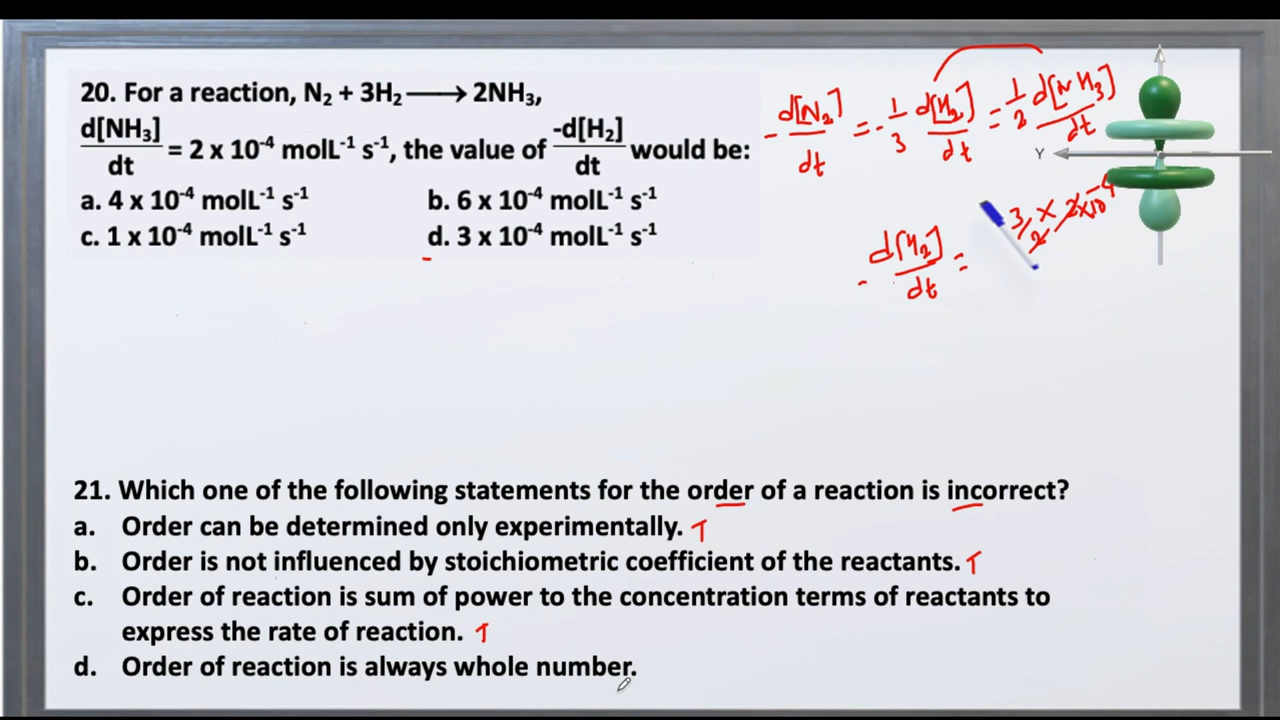 20. For a reaction, N₂ + 3H₂ ⟶ 2NH₃,
d[NH₃]/dt = 2 x 10⁻⁴ molL⁻¹ s⁻¹, the value of -d[H₂]/dt would be:
a. 4 x 10⁻⁴ molL⁻¹ s⁻¹ b. 6 x 10⁻⁴ molL⁻¹ s⁻¹
c. 1 x 10⁻⁴ molL⁻¹ s⁻¹ d. 3 x 10⁻⁴ molL⁻¹ s⁻¹
- d[N₂]/dt = - 1/3 d[H₂]/dt = 1/2 d[NH₃]/dt
Y
- d[H₂]/dt = 3/2 x 2x10⁻⁴
21. Which one of the following statements for the order of a reaction is incorrect?
a. Order can be determined only experimentally. T
b. Order is not influenced by stoichiometric coefficient of the reactants. T
c. Order of reaction is sum of power to the concentration terms of reactants to
express the rate of reaction. T
d. Order of reaction is always whole number.